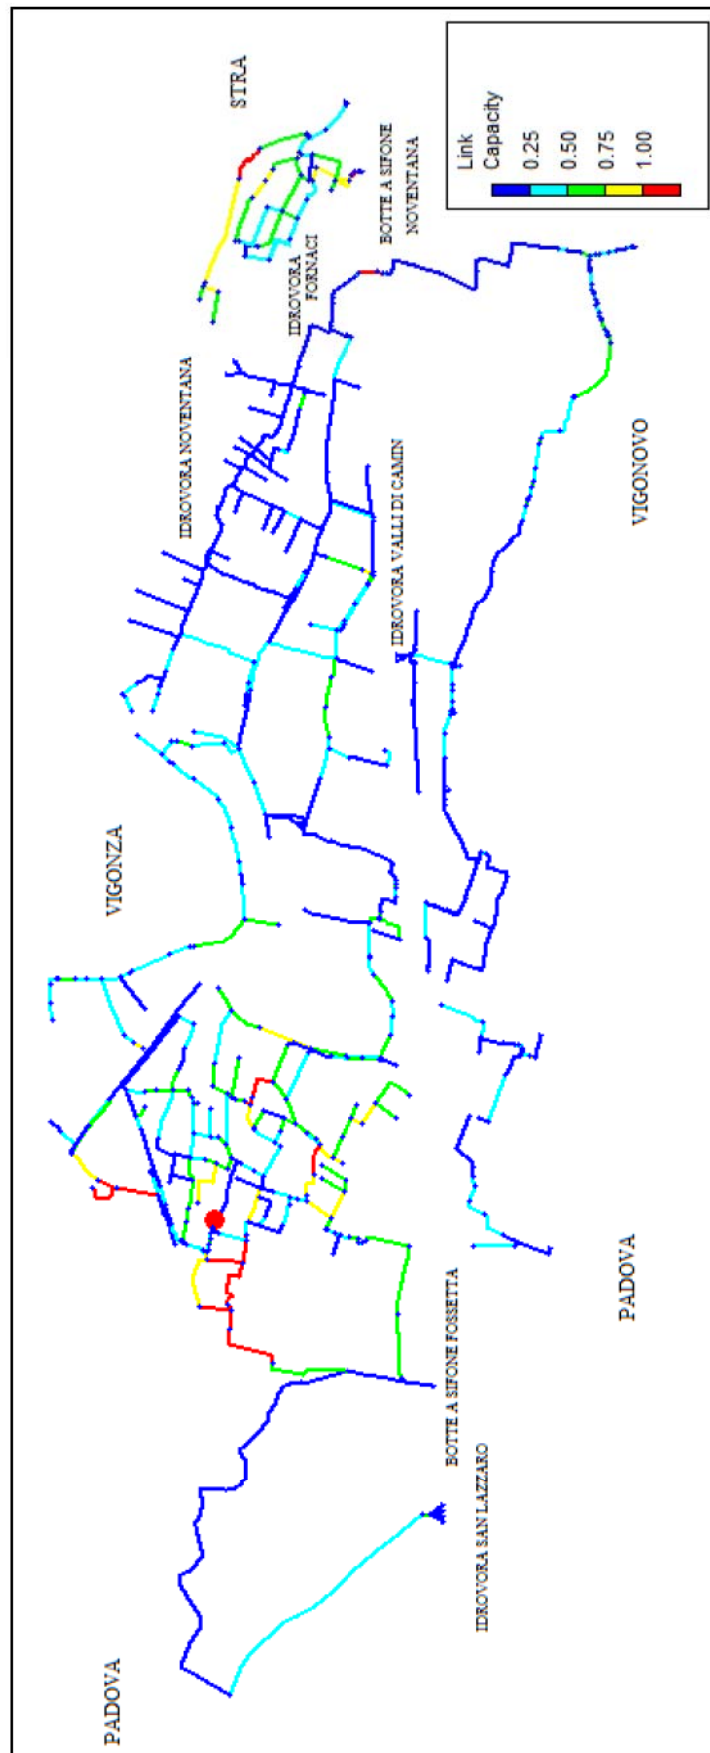 PADOVA
VIGONZA
STRA
IDROVORA NOVENTANA
IDROVORA
FORNACI
BOTTE A SIFONE
NOVENTANA
IDROVORA VALLI DI CAMIN
BOTTE A SIFONE FOSSETTA
IDROVORA SAN LAZZARO
PADOVA
VIGONOVO
Link
Capacity
0.25
0.50
0.75
1.00